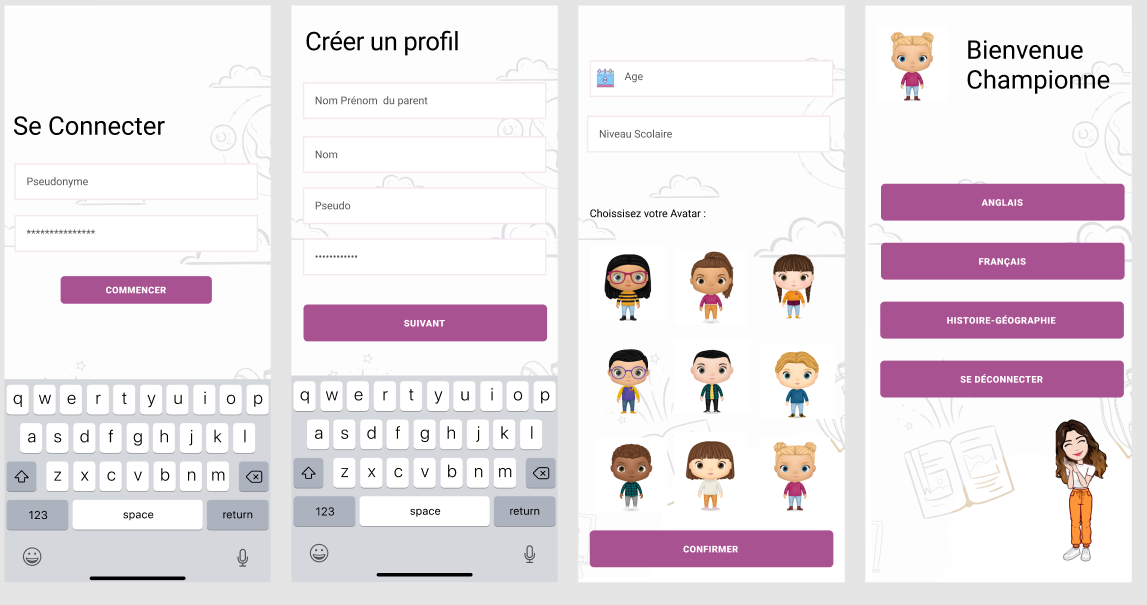 Se Connecter
Pseudonyme
***************
COMMENCER
q w e r t y u i o p
a s d f g h j k l
z x c v b n m
123 space return
Créer un profil
Nom Prénom du parent
Nom
Pseudo
••••••••••••
SUIVANT
q w e r t y u i o p
a s d f g h j k l
z x c v b n m
123 space return
Age
Niveau Scolaire
Choissisez votre Avatar :
CONFIRMER
Bienvenue
Championne
ANGLAIS
FRANÇAIS
HISTOIRE-GÉOGRAPHIE
SE DÉCONNECTER